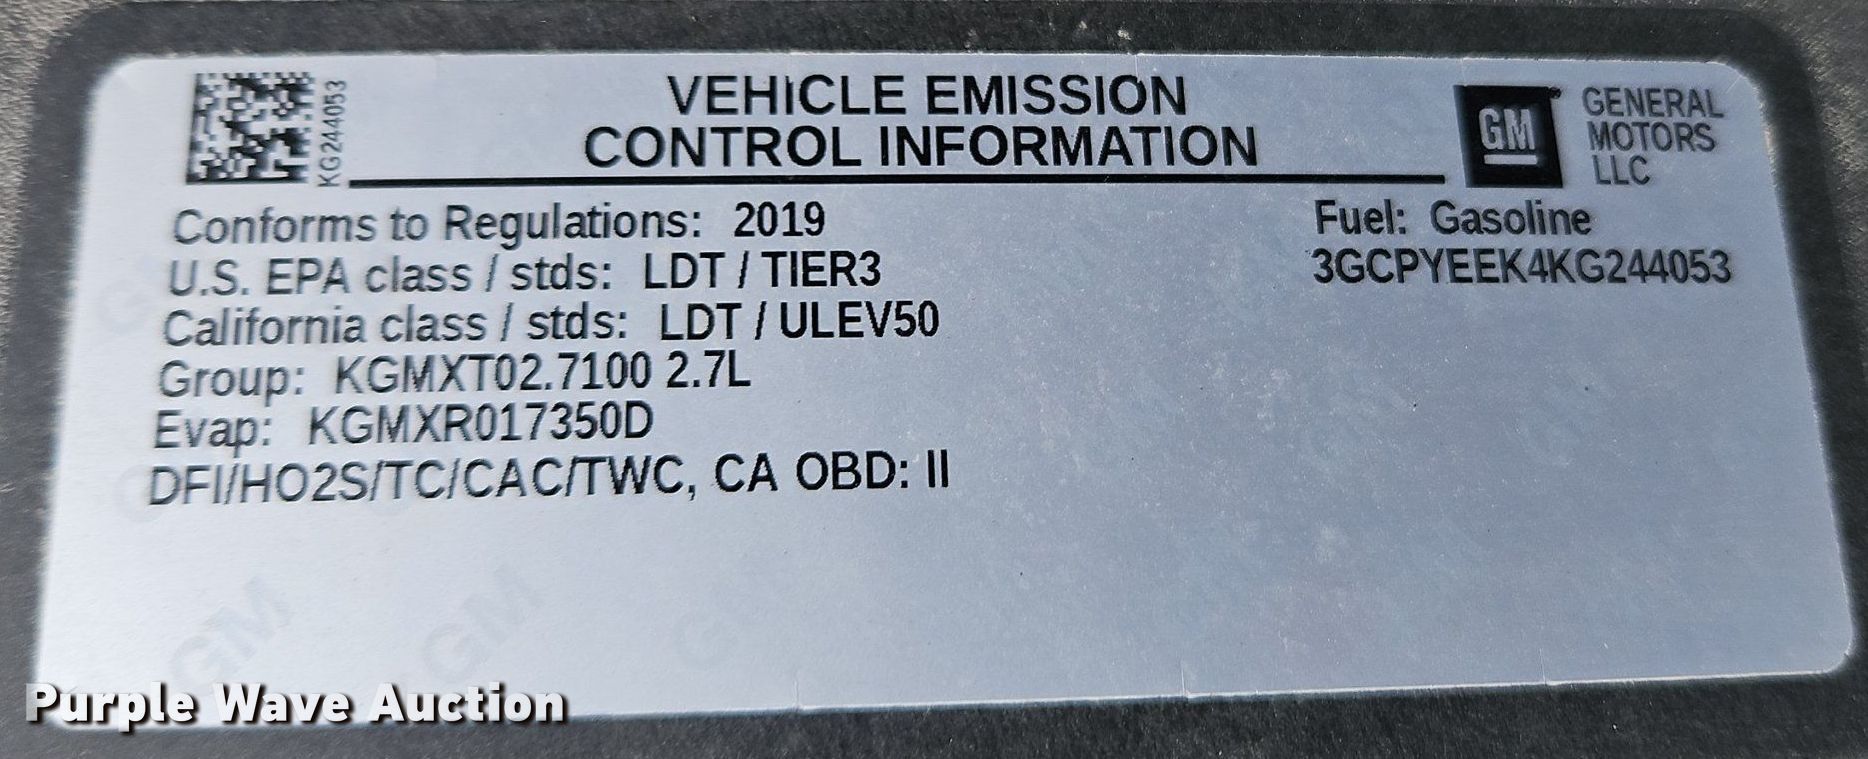 KG244053
VEHICLE EMISSION
CONTROL INFORMATION
GM
GENERAL
MOTORS
LLC
Conforms to Regulations: 2019
Fuel: Gasoline
U.S. EPA class / stds: LDT / TIER3
3GCPYEEK4KG244053
California class / stds: LDT / ULEV50
Group: KGMXT02.7100 2.7L
Evap: KGMXR017350D
DFI/HO2S/TC/CAC/TWC, CA OBD: II
GM
GM
Purple Wave Auction